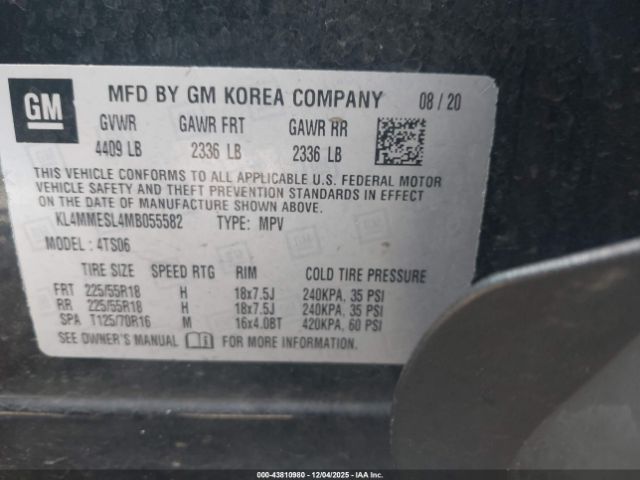 GM
MFD BY GM KOREA COMPANY 08 / 20
GVWR GAWR FRT GAWR RR
4409 LB 2336 LB 2336 LB
THIS VEHICLE CONFORMS TO ALL APPLICABLE U.S. FEDERAL MOTOR
VEHICLE SAFETY AND THEFT PREVENTION STANDARDS IN EFFECT
ON THE DATE OF MANUFACTURE SHOWN ABOVE.
KL4MMESL4MB055582 TYPE: MPV
MODEL: 4TS06
TIRE SIZE SPEED RTG RIM COLD TIRE PRESSURE
FRT 225/55R18 H 18x7.5J 240KPA, 35 PSI
RR 225/55R18 H 18x7.5J 240KPA, 35 PSI
SPA T125/70R16 M 16x4.0BT 420KPA, 60 PSI
SEE OWNER'S MANUAL FOR MORE INFORMATION
000-43810980 - 12/04/2025 - IAA Inc.